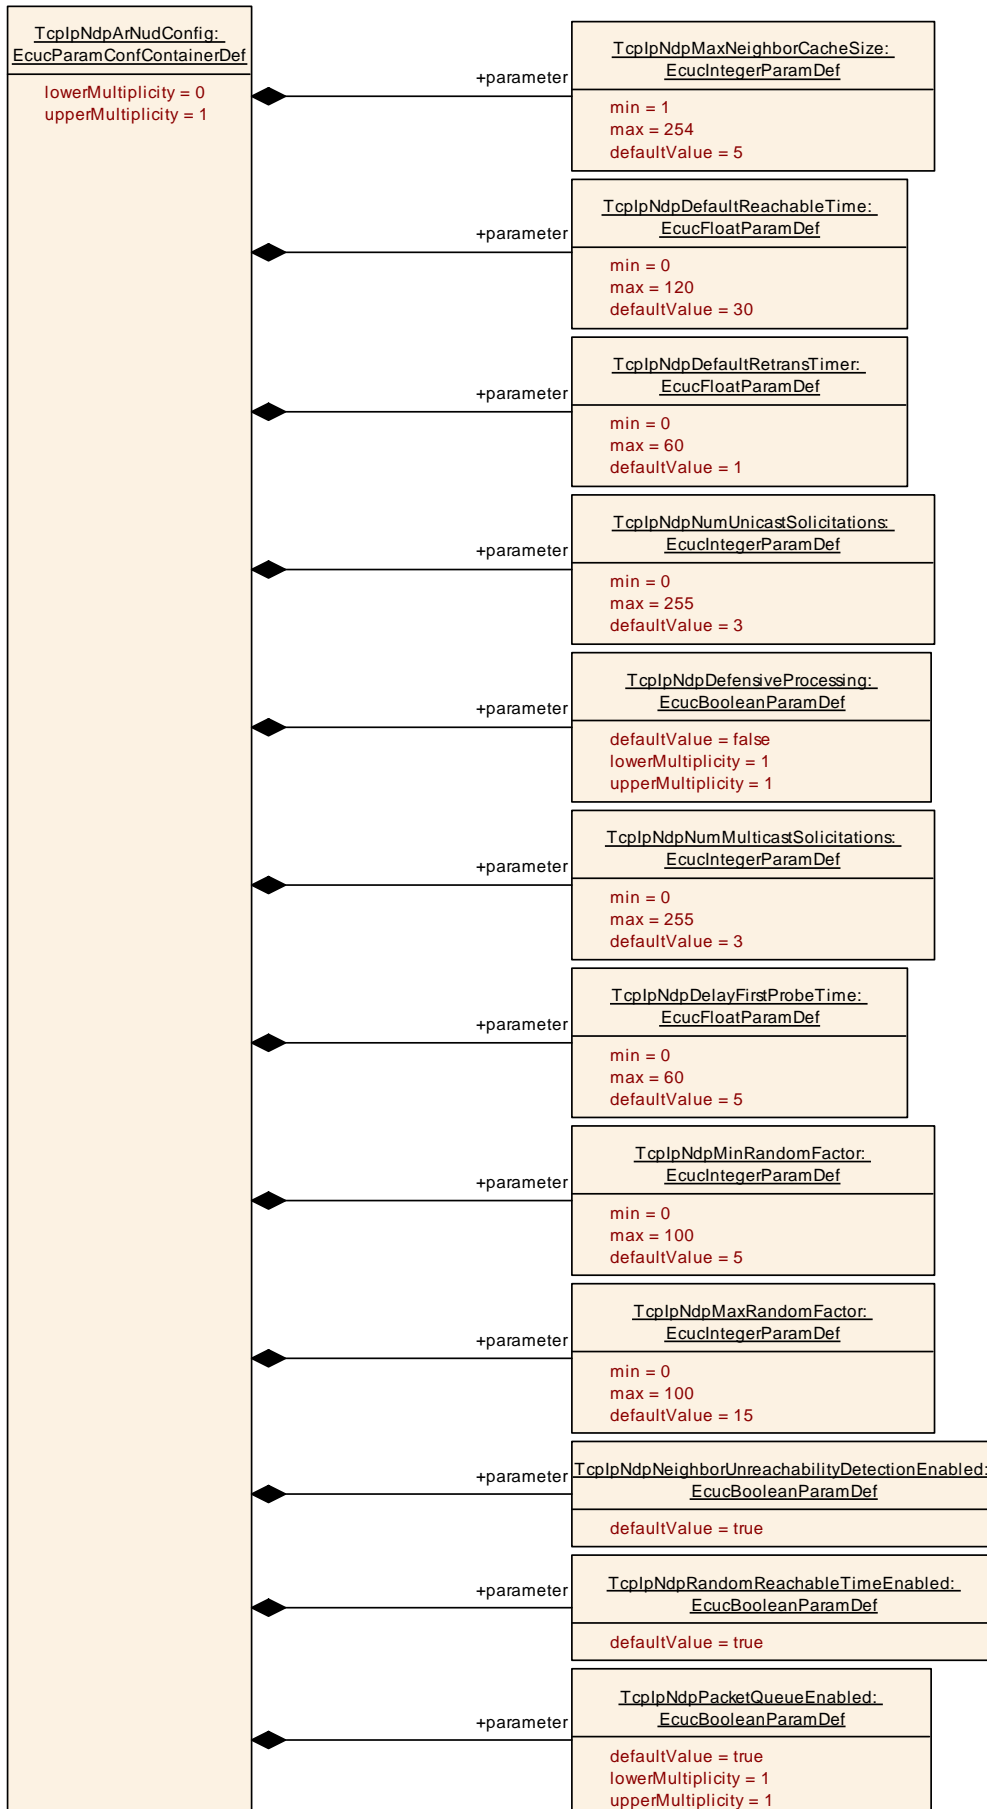 TcpIpNdpArNudConfig:
EcucParamConfContainerDef
lowerMultiplicity = 0
upperMultiplicity = 1
+parameter
TcpIpNdpMaxNeighborCacheSize:
EcucIntegerParamDef
min = 1
max = 254
defaultValue = 5
+parameter
TcpIpNdpDefaultReachableTime:
EcucFloatParamDef
min = 0
max = 120
defaultValue = 30
+parameter
TcpIpNdpDefaultRetransTimer:
EcucFloatParamDef
min = 0
max = 60
defaultValue = 1
+parameter
TcpIpNdpNumUnicastSolicitations:
EcucIntegerParamDef
min = 0
max = 255
defaultValue = 3
+parameter
TcpIpNdpDefensiveProcessing:
EcucBooleanParamDef
defaultValue = false
lowerMultiplicity = 1
upperMultiplicity = 1
+parameter
TcpIpNdpNumMulticastSolicitations:
EcucIntegerParamDef
min = 0
max = 255
defaultValue = 3
+parameter
TcpIpNdpDelayFirstProbeTime:
EcucFloatParamDef
min = 0
max = 60
defaultValue = 5
+parameter
TcpIpNdpMinRandomFactor:
EcucIntegerParamDef
min = 0
max = 100
defaultValue = 5
+parameter
TcpIpNdpMaxRandomFactor:
EcucIntegerParamDef
min = 0
max = 100
defaultValue = 15
+parameter
TcpIpNdpNeighborUnreachabilityDetectionEnabled:
EcucBooleanParamDef
defaultValue = true
+parameter
TcpIpNdpRandomReachableTimeEnabled:
EcucBooleanParamDef
defaultValue = true
+parameter
TcpIpNdpPacketQueueEnabled:
EcucBooleanParamDef
defaultValue = true
lowerMultiplicity = 1
upperMultiplicity = 1